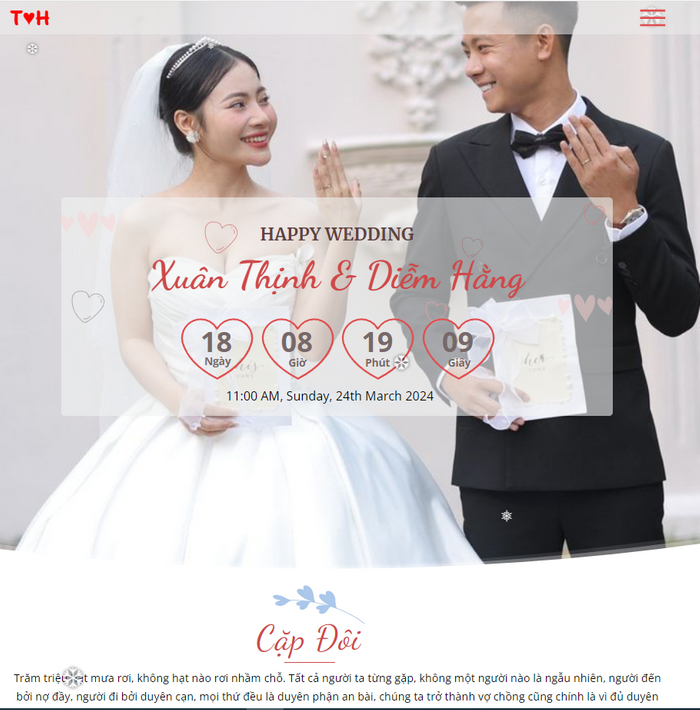 T♥H
HAPPY WEDDING
Xuân Thịnh & Diễm Hằng
18 08 19 09
Ngày Giờ Phút Giây
11:00 AM, Sunday, 24th March 2024
Cặp Đôi
Trăm triệu mưa rơi, không hạt nào rơi nhầm chỗ. Tất cả người ta từng gặp, không một người nào là ngẫu nhiên, người đến
bởi nợ đầy, người đi bởi duyên cạn, mọi thứ đều là duyên phận an bài, chúng ta trở thành vợ chồng cũng chính là vì đủ duyên